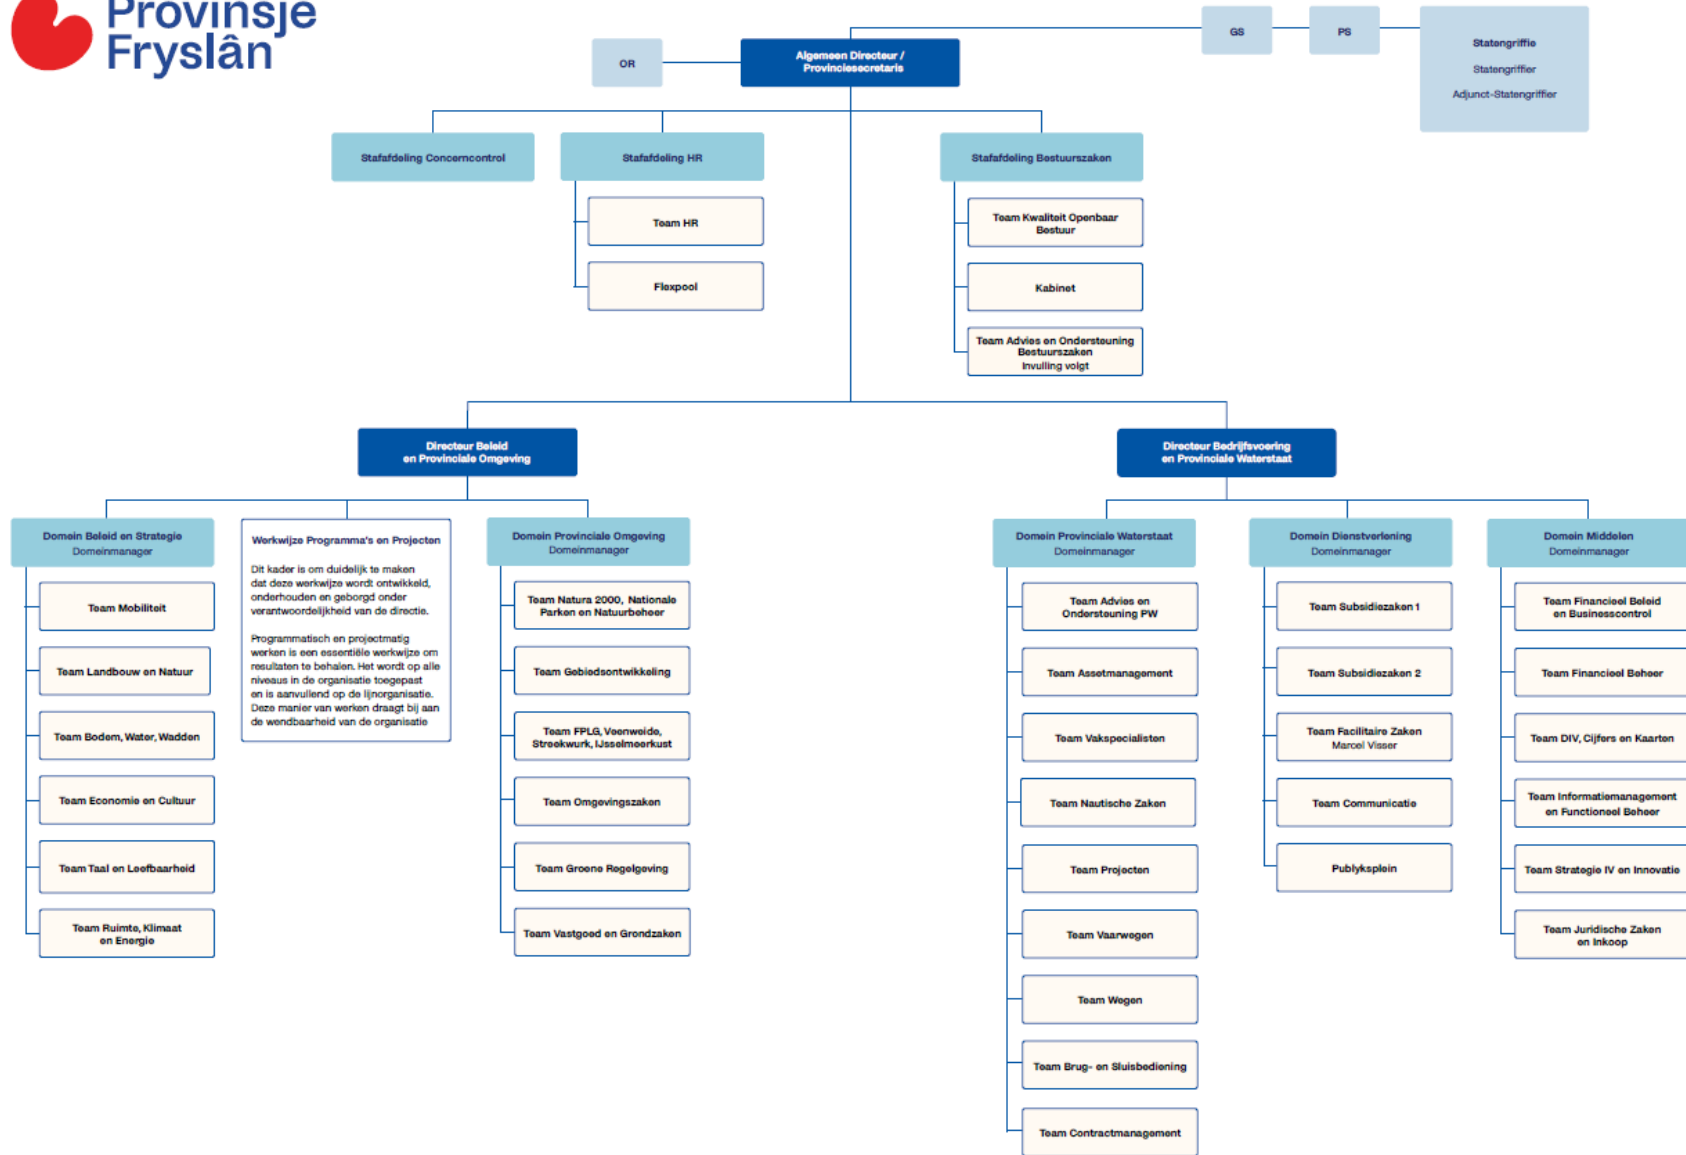 Provinsje
Fryslân
OR
Algemeen Directeur /
Provinciesecretaris
GS
PS
Statengriffie
Statengriffier
Adjunct-Statengriffier
Stafafdeling Concerncontrol
Stafafdeling HR
Stafafdeling Bestuurszaken
Team HR
Flexpool
Team Kwaliteit Openbaar
Bestuur
Kabinet
Team Advies en Ondersteuning
Bestuurszaken
Invulling volgt
Directeur Beleid
en Provinciale Omgeving
Directeur Bedrijfsvoering
en Provinciale Waterstaat
Domein Beleid en Strategie
Domeinmanager
Team Mobiliteit
Team Landbouw en Natuur
Team Bodem, Water, Wadden
Team Economie en Cultuur
Team Taal en Leefbaarheid
Team Ruimte, Klimaat
en Energie
Werkwijze Programma's en Projecten
Dit kader is om duidelijk te maken
dat deze werkwijze wordt ontwikkeld,
onderhouden en geborgd onder
verantwoordelijkheid van de directie.
Programmatisch en projectmatig
werken is een essentiële werkwijze om
resultaten te behalen. Het wordt op alle
niveaus in de organisatie toegepast
en is aanvullend op de lijnorganisatie.
Deze manier van werken draagt bij aan
de wendbaarheid van de organisatie
Domein Provinciale Omgeving
Domeinmanager
Team Natura 2000, Nationale
Parken en Natuurbeheer
Team Gebiedsontwikkeling
Team FPLG, Veenweide,
Streekwurk, IJsselmeerkust
Team Omgevingszaken
Team Groene Regelgeving
Team Vastgoed en Grondzaken
Domein Provinciale Waterstaat
Domeinmanager
Team Advies en
Ondersteuning PW
Team Assetmanagement
Team Vakspecialisten
Team Nautische Zaken
Team Projecten
Team Vaarwegen
Team Wegen
Team Brug- en Sluisbediening
Team Contractmanagement
Domein Dienstverlening
Domeinmanager
Team Subsidiezaken 1
Team Subsidiezaken 2
Team Facilitaire Zaken
Marcel Visser
Team Communicatie
Publyksplein
Domein Middelen
Domeinmanager
Team Financieel Beleid
en Businesscontrol
Team Financieel Beheer
Team DIV, Cijfers en Kaarten
Team Informatiemanagement
en Functioneel Beheer
Team Strategie IV en Innovatie
Team Juridische Zaken
en Inkoop